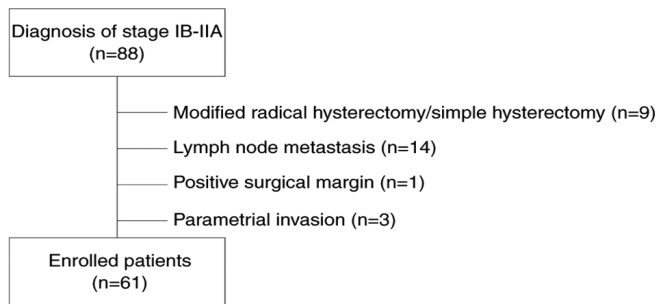 Diagnosis of stage IB-IIA
(n=88)
Modified radical hysterectomy/simple hysterectomy (n=9)
Lymph node metastasis (n=14)
Positive surgical margin (n=1)
Parametrial invasion (n=3)
Enrolled patients
(n=61)